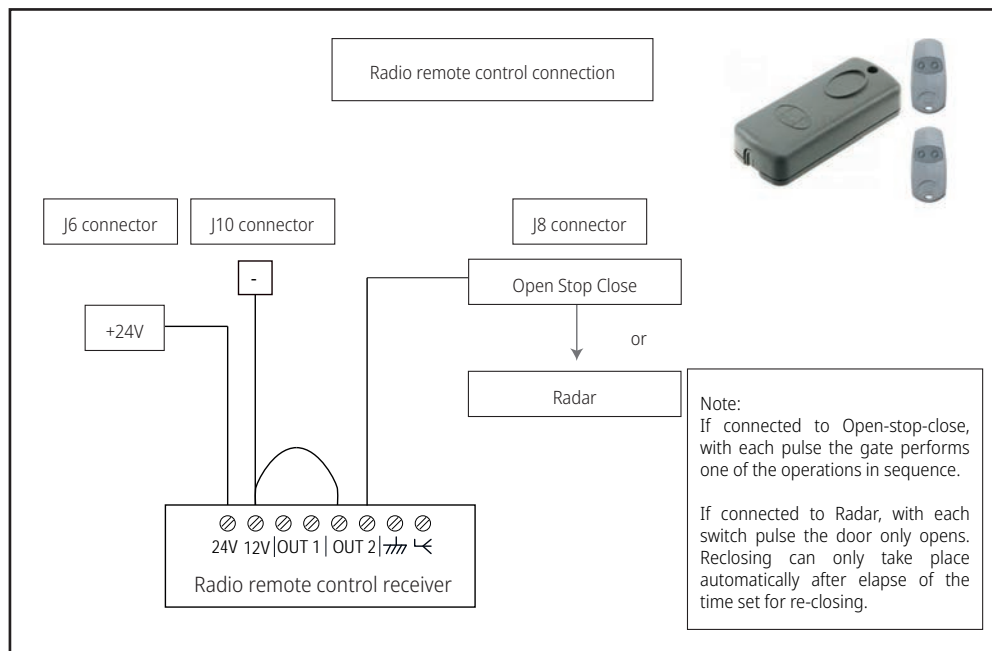 Radio remote control connection
J6 connector
J10 connector
J8 connector
-
Open Stop Close
+24V
or
Radar
Note:
If connected to Open-stop-close,
with each pulse the gate performs
one of the operations in sequence.
If connected to Radar, with each
switch pulse the door only opens.
Reclosing can only take place
automatically after elapse of the
time set for re-closing.
24V 12V|OUT 1|OUT 2|
Radio remote control receiver